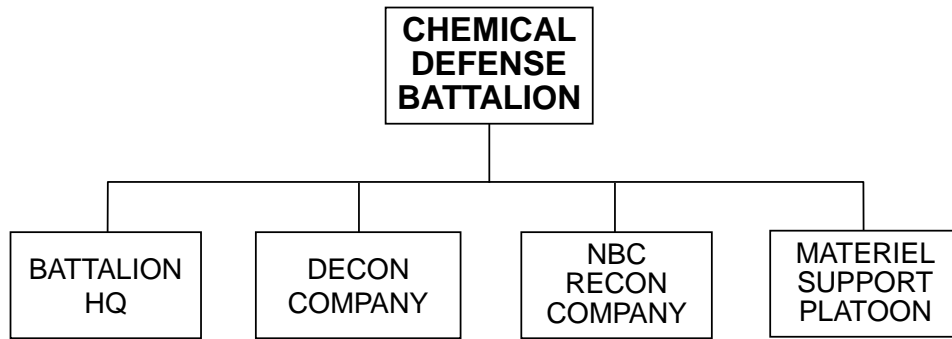 CHEMICAL
DEFENSE
BATTALION
BATTALION
HQ
DECON
COMPANY
NBC
RECON
COMPANY
MATERIEL
SUPPORT
PLATOON